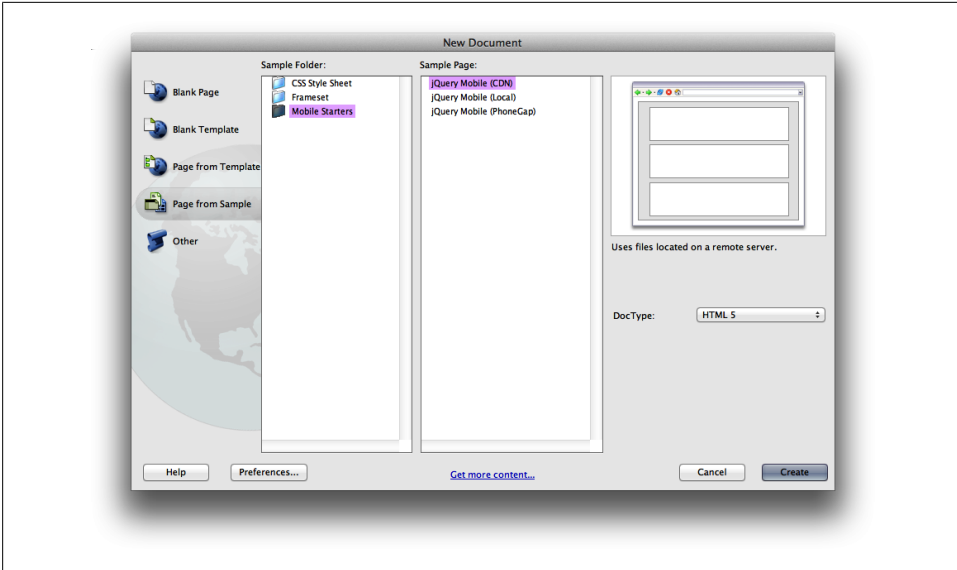 New Document
Sample Folder:
Sample Page:
Blank Page
Blank Template
Page from Template
Page from Sample
Other
CSS Style Sheet
Frameset
Mobile Starters
jQuery Mobile (CDN)
jQuery Mobile (Local)
jQuery Mobile (PhoneGap)
Uses files located on a remote server.
DocType:
HTML 5
Help
Preferences...
Get more content...
Cancel
Create